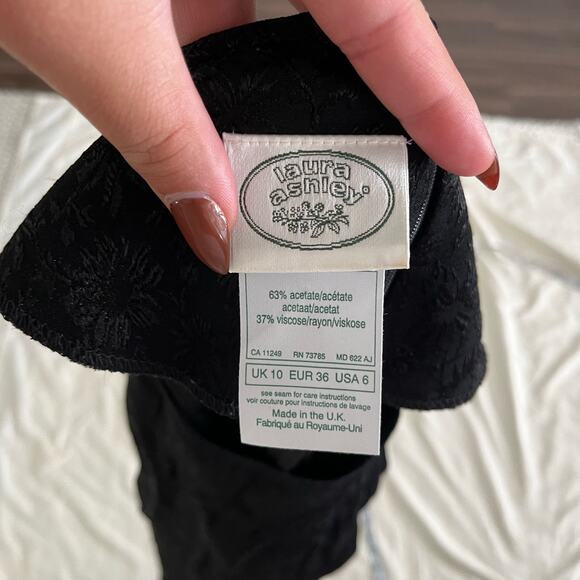 laura
ashley®
63% acetate/acétate
acetaat/acetat
37% viscose/rayon/viskose
CA 11249 RN 73785 MD 622 AJ
UK 10 EUR 36 USA 6
see seam for care instructions
voir couture pour instructions de lavage
Made in the U.K.
Fabriqué au Royaume-Uni